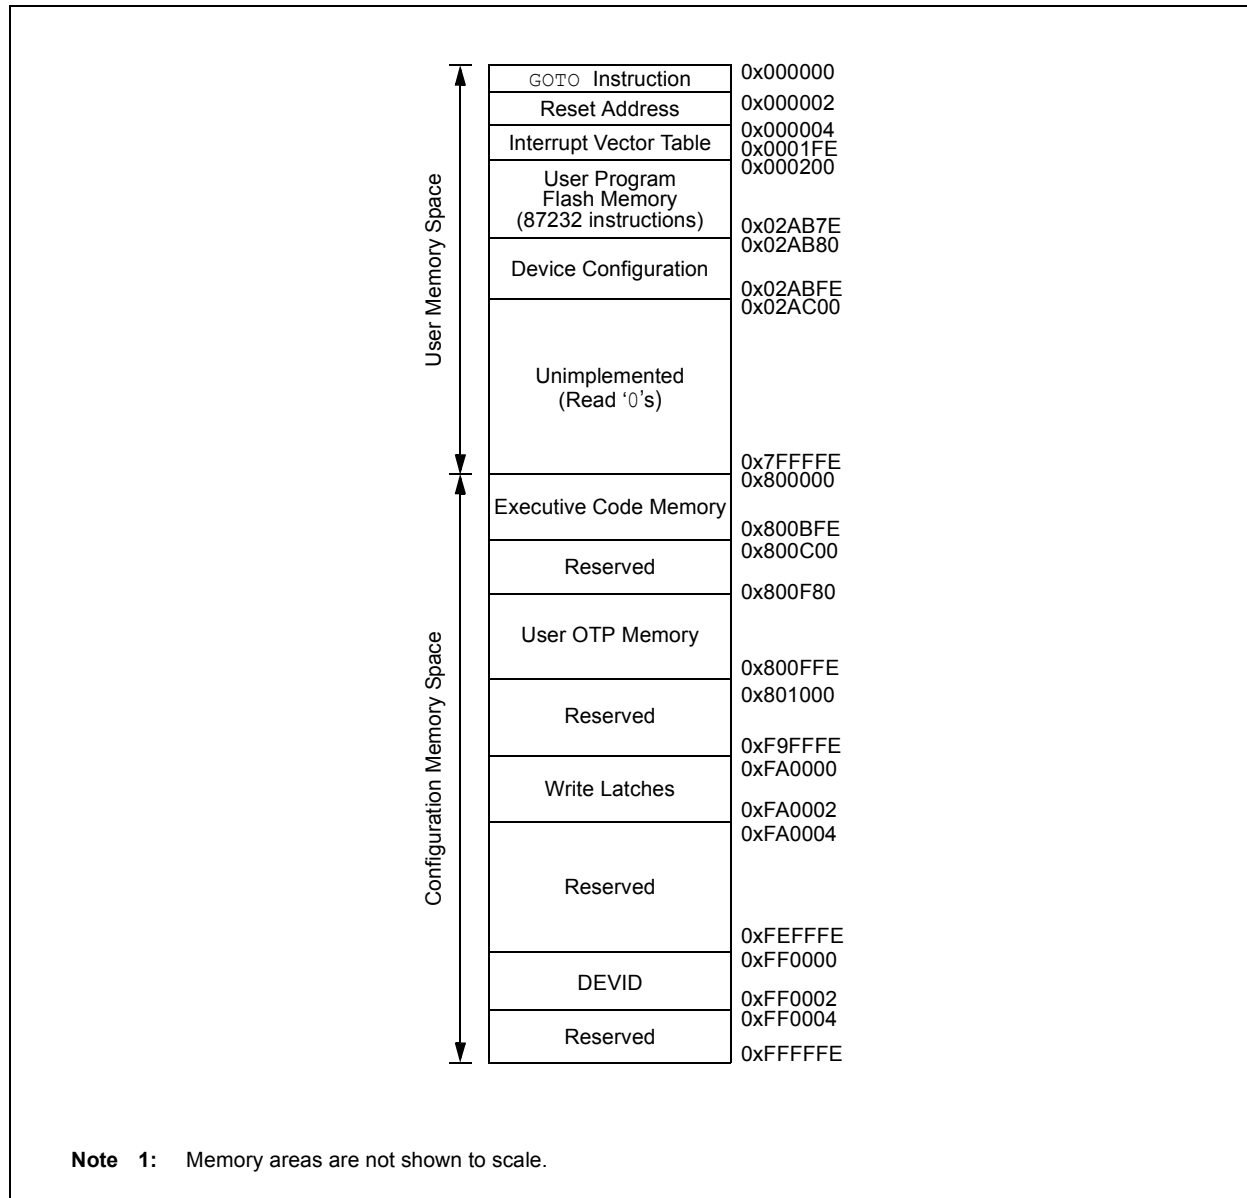 User Memory Space
GOTO Instruction
0x000000
Reset Address
0x000002
Interrupt Vector Table
0x000004
0x0001FE
User Program
Flash Memory
(87232 instructions)
0x000200
0x02AB7E
Device Configuration
0x02AB80
0x02ABFE
Unimplemented
(Read ‘0’s)
0x02AC00
0x7FFFFE
Configuration Memory Space
Executive Code Memory
0x800000
0x800BFE
Reserved
0x800C00
User OTP Memory
0x800F80
0x800FFE
Reserved
0x801000
0xF9FFFE
Write Latches
0xFA0000
0xFA0002
Reserved
0xFA0004
0xFEFFFE
DEVID
0xFF0000
0xFF0002
Reserved
0xFF0004
0xFFFFFE
Note 1: Memory areas are not shown to scale.